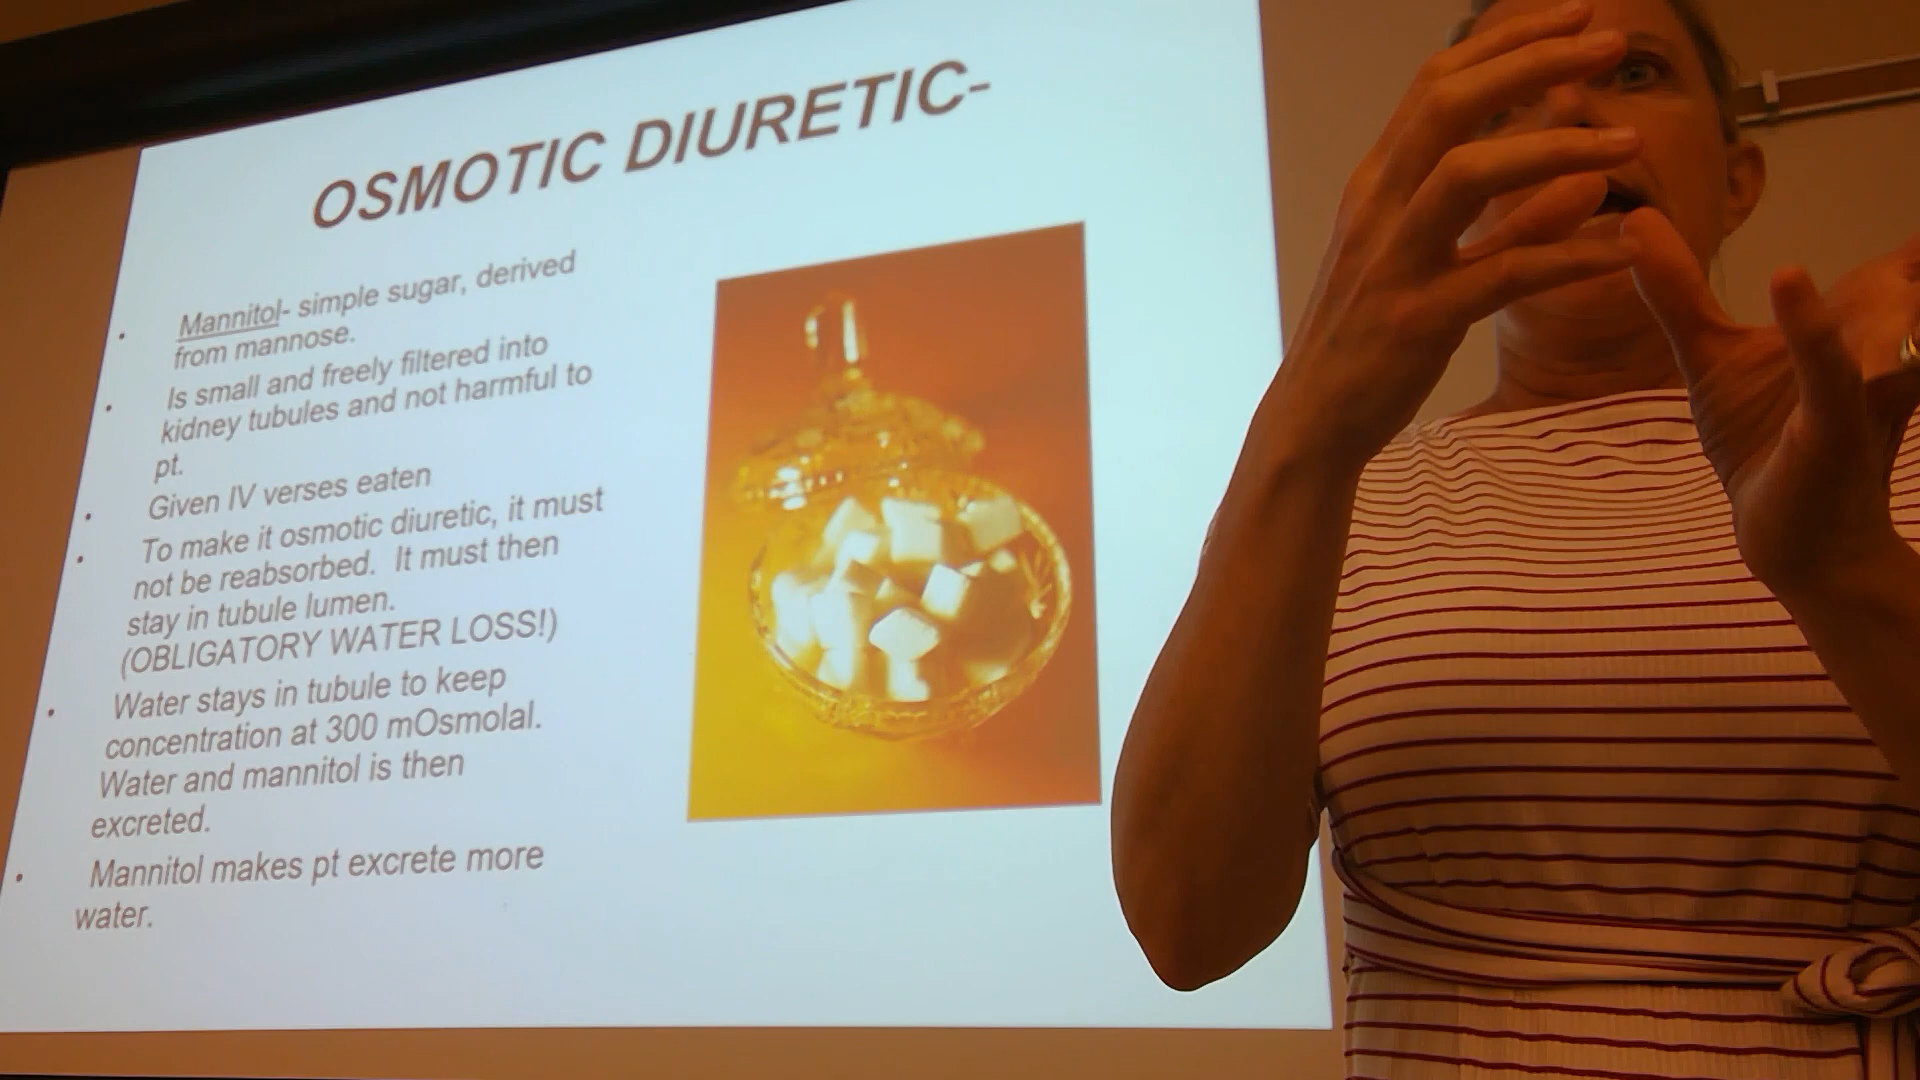 OSMOTIC DIURETIC-
• Mannitol- simple sugar, derived
from mannose.
• Is small and freely filtered into
kidney tubules and not harmful to
pt.
• Given IV verses eaten
• To make it osmotic diuretic, it must
not be reabsorbed. It must then
stay in tubule lumen.
(OBLIGATORY WATER LOSS!)
• Water stays in tubule to keep
concentration at 300 mOsmolal.
Water and mannitol is then
excreted.
• Mannitol makes pt excrete more
water.